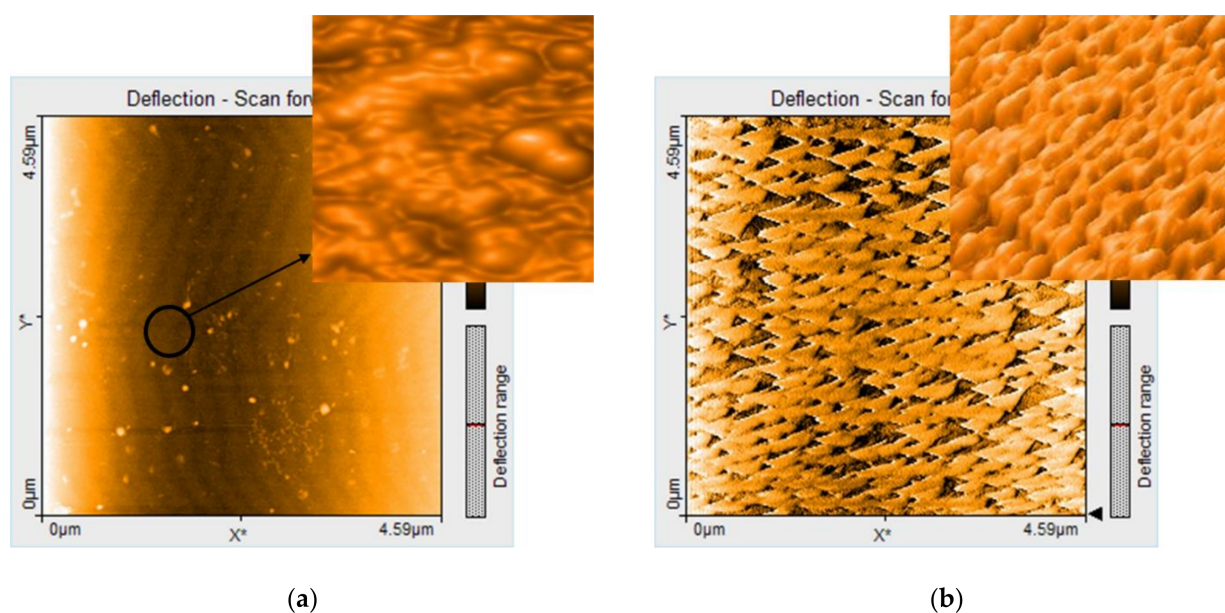 Deflection - Scan for
4.59µm
Y*
0µm
0µm
X*
4.59µm
Deflection range
(a)
Deflection - Scan fo
4.59µm
Y*
0µm
0µm
X*
4.59µm
Deflection range
(b)